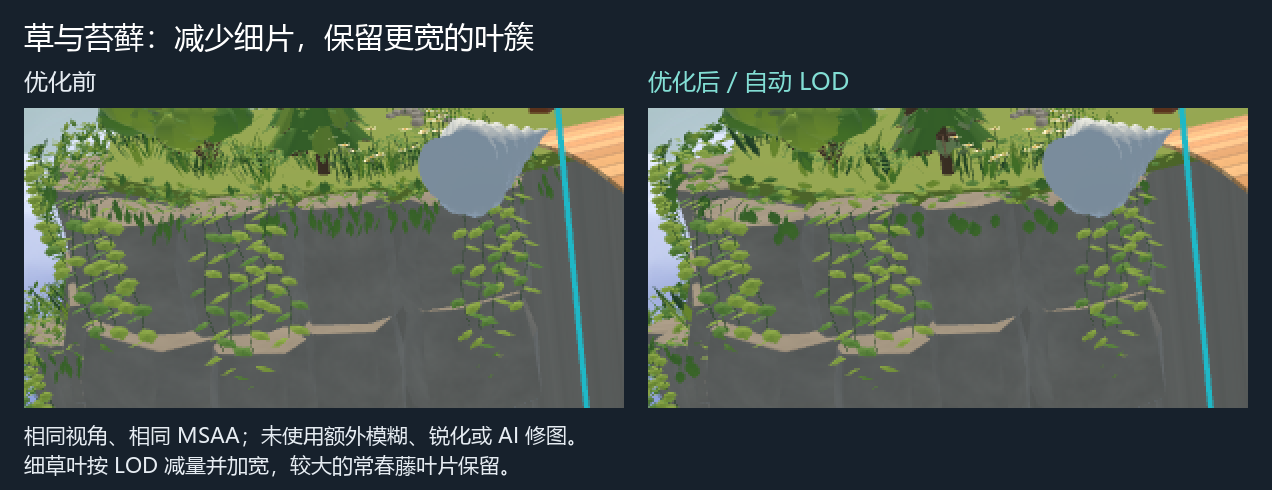 草与苔藓：减少细片，保留更宽的叶簇
优化前
优化后 / 自动 LOD
相同视角、相同 MSAA；未使用额外模糊、锐化或 AI 修图。
细草叶按 LOD 减量并加宽，较大的常春藤叶片保留。